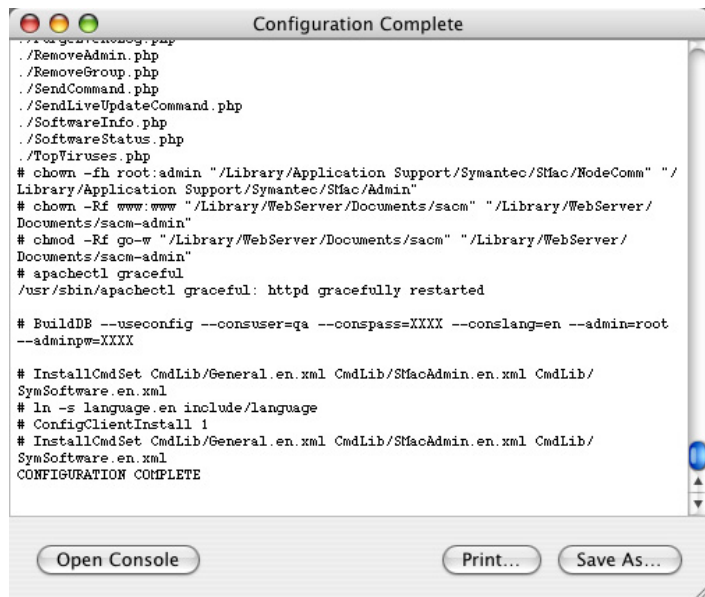 Configuration Complete
./RemoveAdmin.php
./RemoveGroup.php
./SendCommand.php
./SendLiveUpdateCommand.php
./SoftwareInfo.php
./SoftwareStatus.php
./TopViruses.php
# chown -fh root:admin "/Library/Application Support/Symantec/SMac/NodeComm" "/
Library/Application Support/Symantec/SMac/Admin"
# chown -Rf www:www "/Library/WebServer/Documents/sacm" "/Library/WebServer/
Documents/sacm-admin"
# chmod -Rf go-w "/Library/WebServer/Documents/sacm" "/Library/WebServer/
Documents/sacm-admin"
# apachectl graceful
/usr/sbin/apachectl graceful: httpd gracefully restarted
# BuildDB --useconfig --consuser=qa --conspass=XXXX --conslang=en --admin=root
--adminpw=XXXX
# InstallCmdSet CmdLib/General.en.xml CmdLib/SMacAdmin.en.xml CmdLib/
SymSoftware.en.xml
# ln -s language.en include/language
# ConfigClientInstall 1
# InstallCmdSet CmdLib/General.en.xml CmdLib/SMacAdmin.en.xml CmdLib/
SymSoftware.en.xml
CONFIGURATION COMPLETE
Open Console
Print...
Save As...